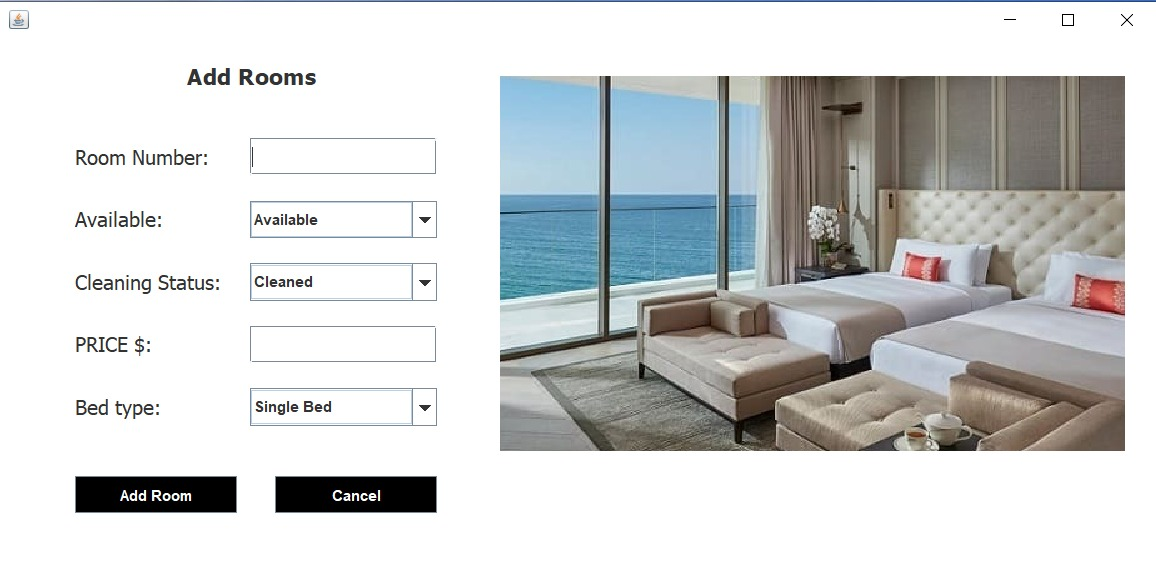 Add Rooms
Room Number:
Available: Available
Cleaning Status: Cleaned
PRICE $:
Bed type: Single Bed
Add Room Cancel